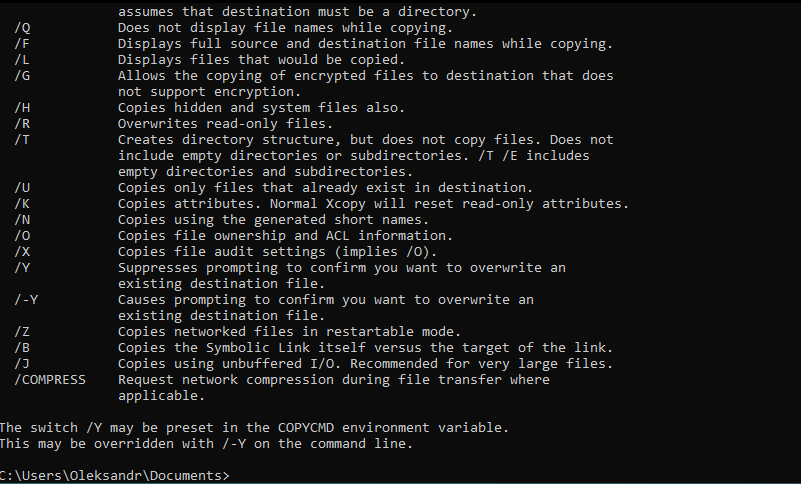 assumes that destination must be a directory.
/Q Does not display file names while copying.
/F Displays full source and destination file names while copying.
/L Displays files that would be copied.
/G Allows the copying of encrypted files to destination that does
not support encryption.
/H Copies hidden and system files also.
/R Overwrites read-only files.
/T Creates directory structure, but does not copy files. Does not
include empty directories or subdirectories. /T /E includes
empty directories and subdirectories.
/U Copies only files that already exist in destination.
/K Copies attributes. Normal Xcopy will reset read-only attributes.
/N Copies using the generated short names.
/O Copies file ownership and ACL information.
/X Copies file audit settings (implies /O).
/Y Suppresses prompting to confirm you want to overwrite an
existing destination file.
/-Y Causes prompting to confirm you want to overwrite an
existing destination file.
/Z Copies networked files in restartable mode.
/B Copies the Symbolic Link itself versus the target of the link.
/J Copies using unbuffered I/O. Recommended for very large files.
/COMPRESS Request network compression during file transfer where
applicable.
The switch /Y may be preset in the COPYCMD environment variable.
This may be overridden with /-Y on the command line.
C:\Users\Oleksandr\Documents>